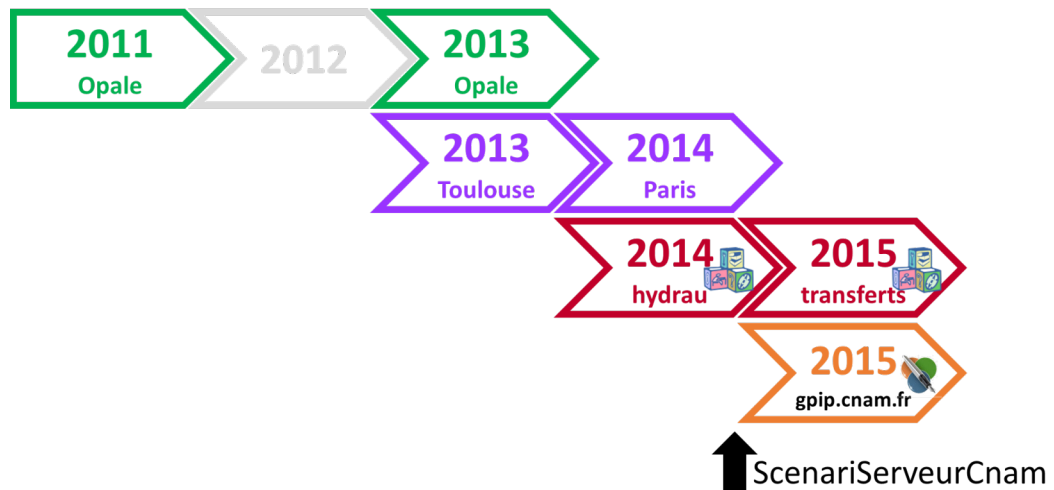 2011
Opale
2012
2013
Opale
2013
Toulouse
2014
Paris
2014
hydrau
2015
transferts
2015
gpip.cnam.fr
ScenariServeurCnam